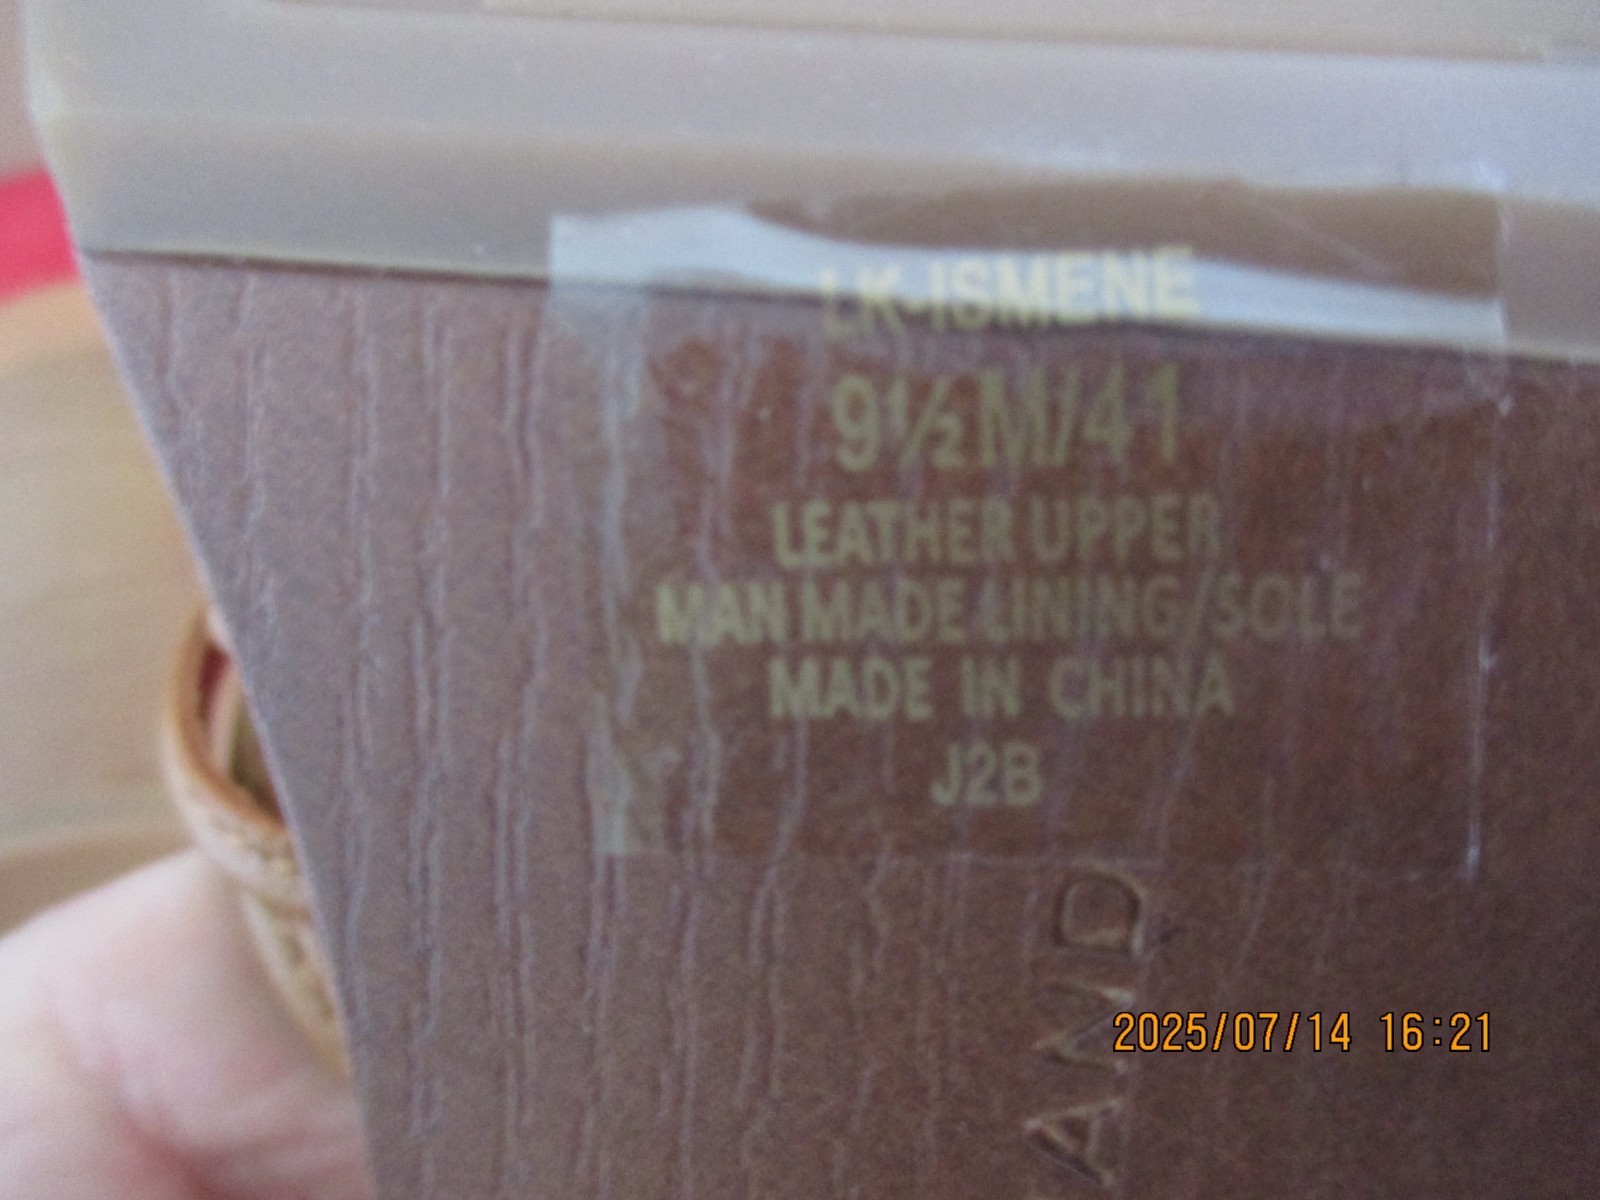 LK-ISMENE
9½M/41
LEATHER UPPER
MAN MADE LINING/SOLE
MADE IN CHINA
J2B
AND
2025/07/14 16:21